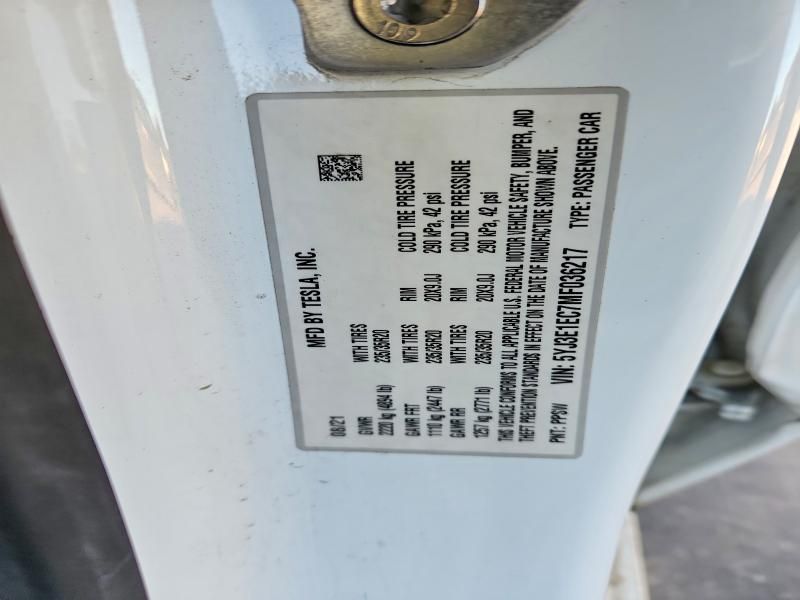 10.9
MFD BY TESLA, INC.
08/21
GVWR WITH TIRES
2220 kg (4894 lb) 235/35R20
GAWR FRT WITH TIRES RIM COLD TIRE PRESSURE
1110 kg (2447 lb) 235/35R20 20X9.0J 290 kPa, 42 psi
GAWR RR WITH TIRES RIM COLD TIRE PRESSURE
1257 kg (2771 lb) 235/35R20 20X9.0J 290 kPa, 42 psi
THIS VEHICLE CONFORMS TO ALL APPLICABLE U.S. FEDERAL MOTOR VEHICLE SAFETY, BUMPER, AND
THEFT PREVENTION STANDARDS IN EFFECT ON THE DATE OF MANUFACTURE SHOWN ABOVE.
PNT: PPSW VIN: 5YJ3E1EC7MF036217 TYPE: PASSENGER CAR